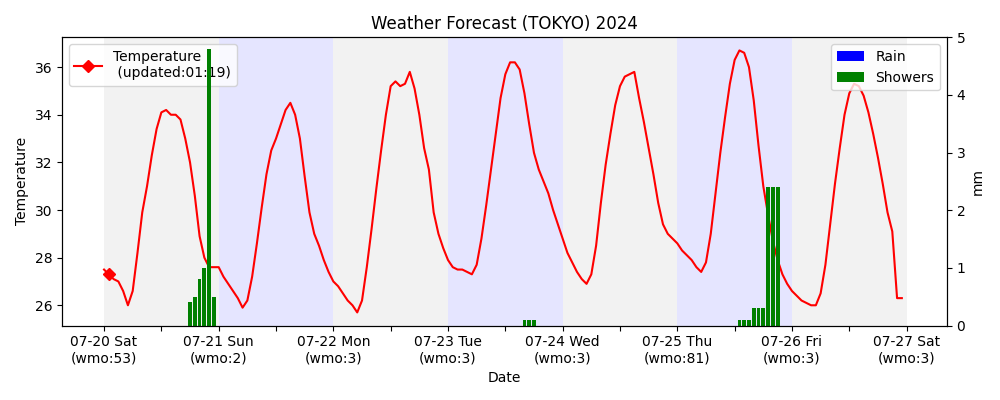 Weather Forecast (TOKYO) 2024
Temperature
(updated:01:19)
Rain
Showers
Temperature
36
34
32
30
28
26
5
4
3
2
1
0
mm
07-20 Sat
(wmo:53)
07-21 Sun
(wmo:2)
07-22 Mon
(wmo:3)
07-23 Tue
(wmo:3)
07-24 Wed
(wmo:3)
07-25 Thu
(wmo:81)
07-26 Fri
(wmo:3)
07-27 Sat
(wmo:3)
Date